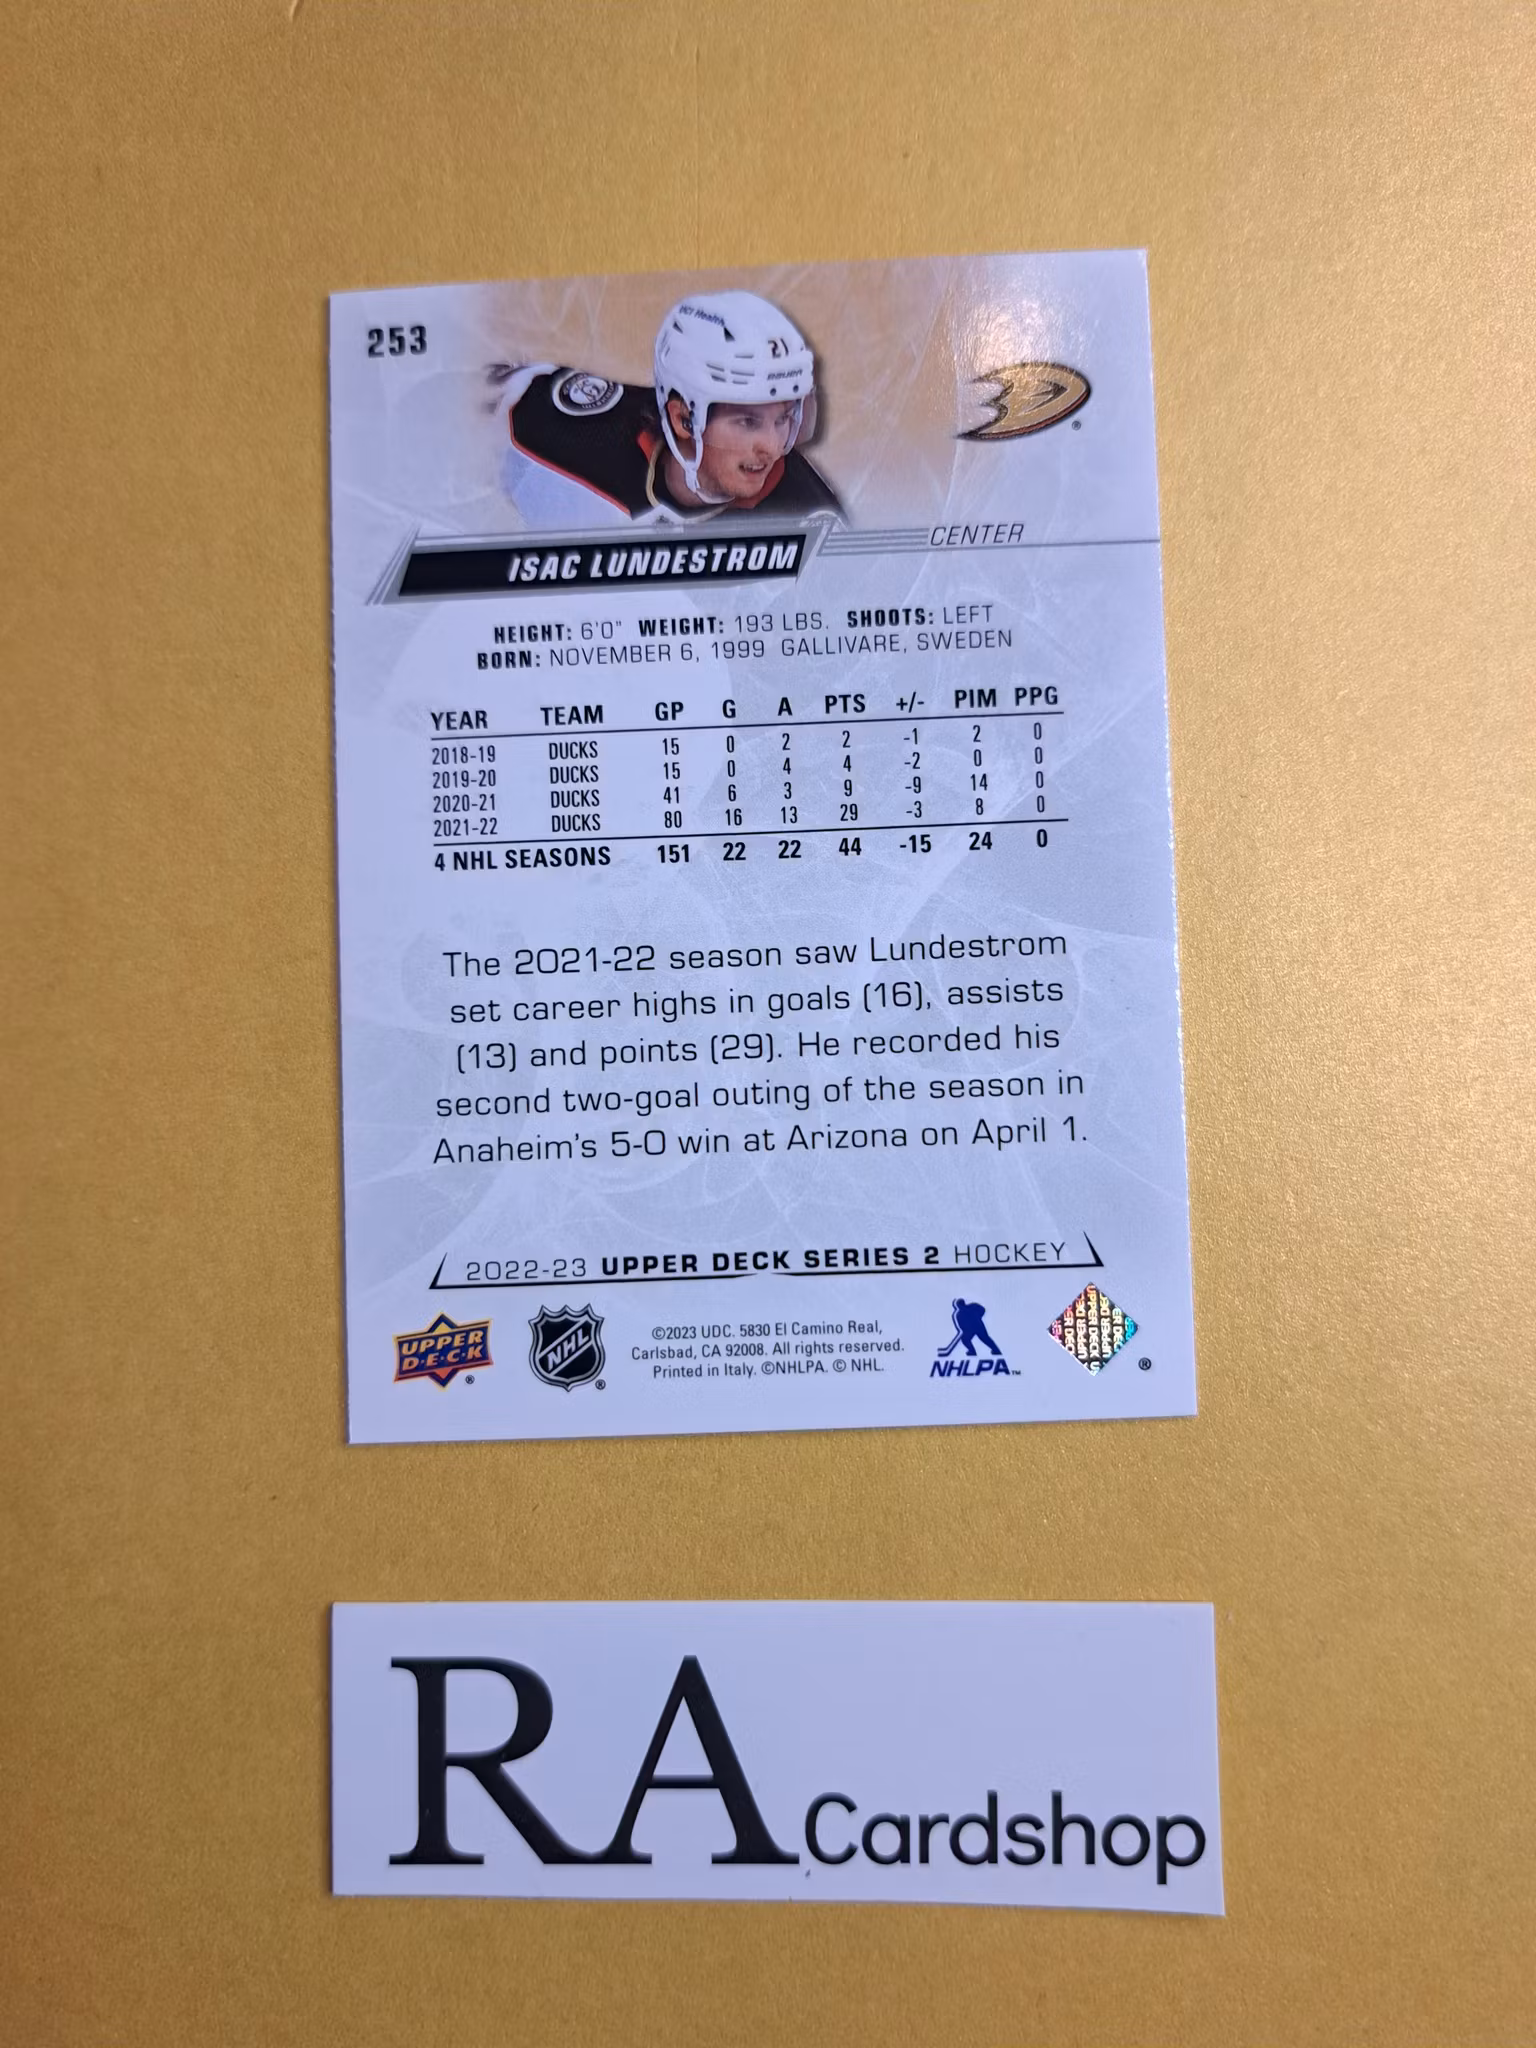 253
UCI Health
21
BAUER
®
CENTER
ISAC LUNDESTROM
HEIGHT: 6'0" WEIGHT: 193 LBS. SHOOTS: LEFT
BORN: NOVEMBER 6, 1999 GALLIVARE, SWEDEN
YEAR TEAM GP G A PTS +/- PIM PPG
2018-19 DUCKS 15 0 2 2 -1 2 0
2019-20 DUCKS 15 0 4 4 -2 0 0
2020-21 DUCKS 41 6 3 9 -9 14 0
2021-22 DUCKS 80 16 13 29 -3 8 0
4 NHL SEASONS 151 22 22 44 -15 24 0
The 2021-22 season saw Lundestrom
set career highs in goals (16), assists
(13) and points (29). He recorded his
second two-goal outing of the season in
Anaheim's 5-0 win at Arizona on April 1.
2022-23 UPPER DECK SERIES 2 HOCKEY
UPPER
D·E·C·K
®
NHL
®
©2023 UDC. 5830 El Camino Real,
Carlsbad, CA 92008. All rights reserved.
Printed in Italy. ©NHLPA. © NHL.
NHLPA™
UPPER DECK
®
RA Cardshop